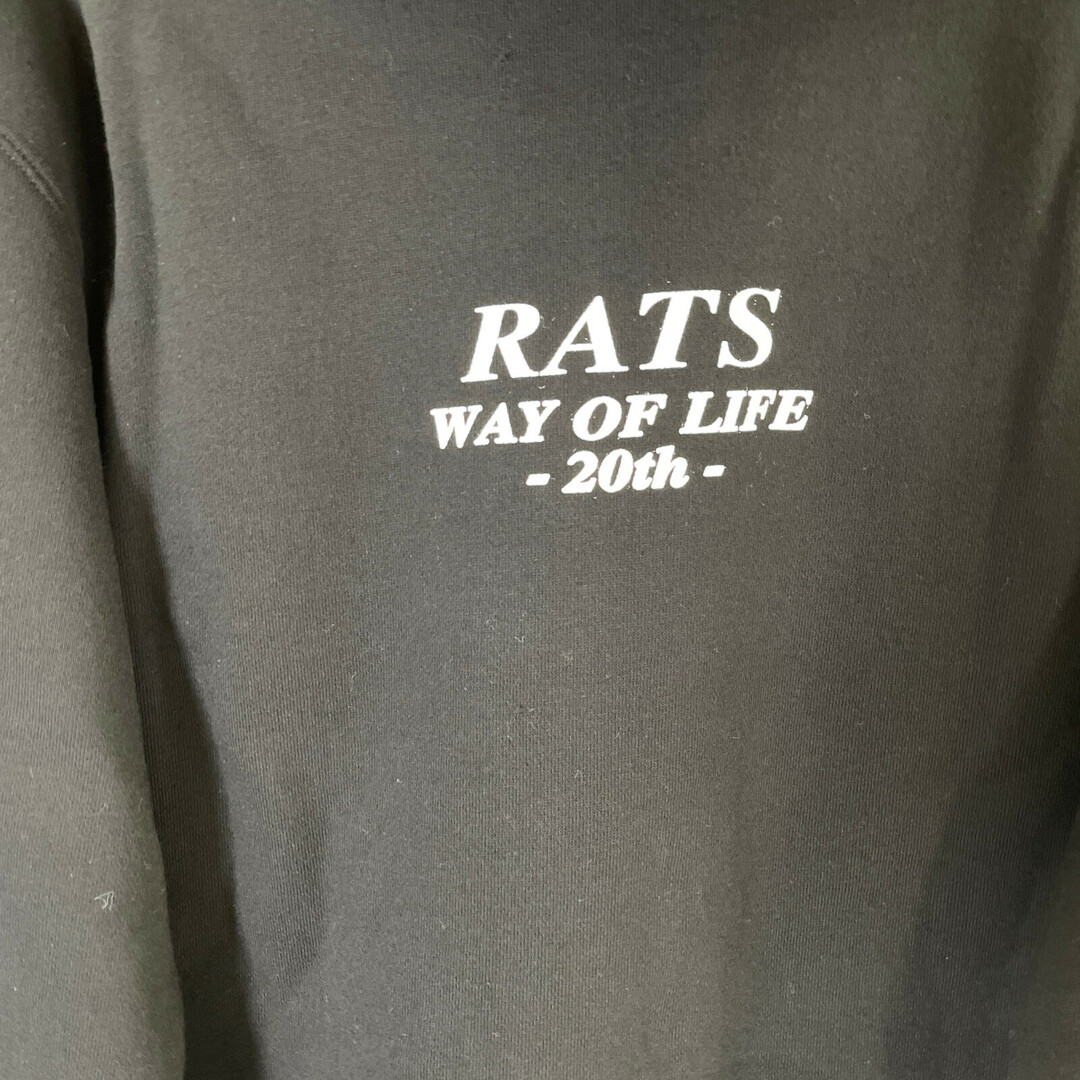 RATS
WAY OF LIFE
- 20th -